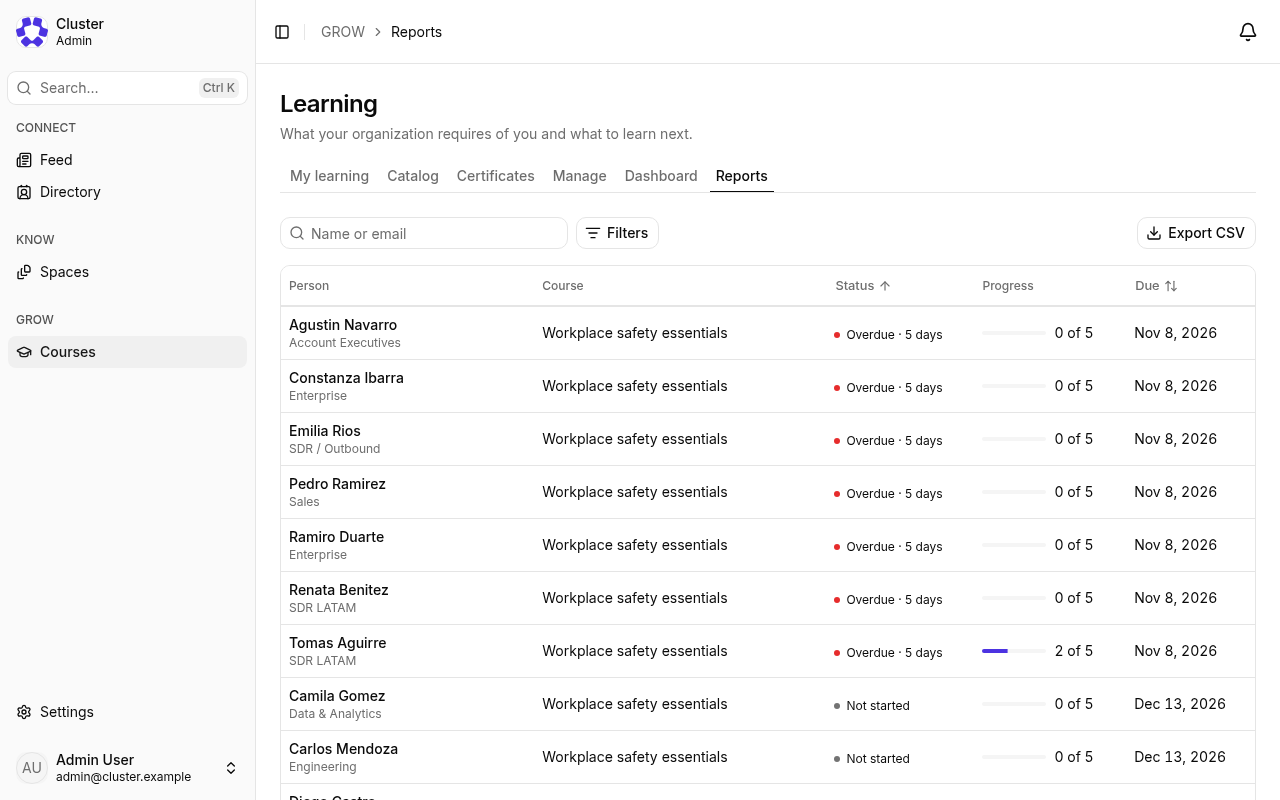 Cluster
Admin
Search...
Ctrl K
CONNECT
Feed
Directory
KNOW
Spaces
GROW
Courses
Settings
AU
Admin User
admin@cluster.example
GROW > Reports
Learning
What your organization requires of you and what to learn next.
My learning Catalog Certificates Manage Dashboard Reports
Name or email
Filters
Export CSV
Person Course Status Progress Due
Agustin Navarro
Account Executives
Workplace safety essentials Overdue · 5 days 0 of 5 Nov 8, 2026
Constanza Ibarra
Enterprise
Workplace safety essentials Overdue · 5 days 0 of 5 Nov 8, 2026
Emilia Rios
SDR / Outbound
Workplace safety essentials Overdue · 5 days 0 of 5 Nov 8, 2026
Pedro Ramirez
Sales
Workplace safety essentials Overdue · 5 days 0 of 5 Nov 8, 2026
Ramiro Duarte
Enterprise
Workplace safety essentials Overdue · 5 days 0 of 5 Nov 8, 2026
Renata Benitez
SDR LATAM
Workplace safety essentials Overdue · 5 days 0 of 5 Nov 8, 2026
Tomas Aguirre
SDR LATAM
Workplace safety essentials Overdue · 5 days 2 of 5 Nov 8, 2026
Camila Gomez
Data & Analytics
Workplace safety essentials Not started 0 of 5 Dec 13, 2026
Carlos Mendoza
Engineering
Workplace safety essentials Not started 0 of 5 Dec 13, 2026